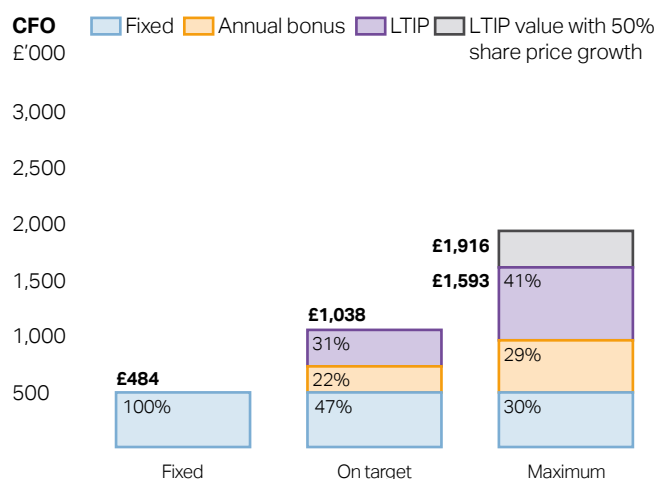 CFO
£'000
Fixed
Annual bonus
LTIP
LTIP value with 50%
share price growth
3,000
2,500
2,000
1,500
1,000
500
£484
100%
Fixed
£1,038
31%
22%
47%
On target
£1,916
£1,593
41%
29%
30%
Maximum